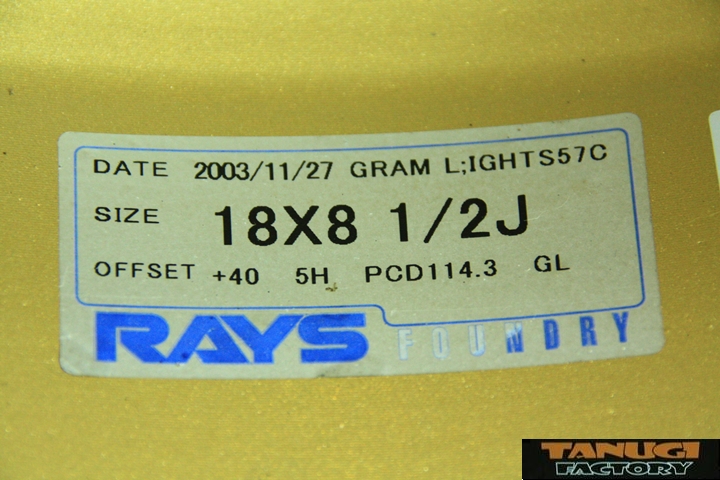 DATE 2003/11/27 GRAM L;IGHTS57C
SIZE 18X8 1/2J
OFFSET +40 5H PCD114.3 GL
RAYS FOUNDRY
TANUGI
FACTORY